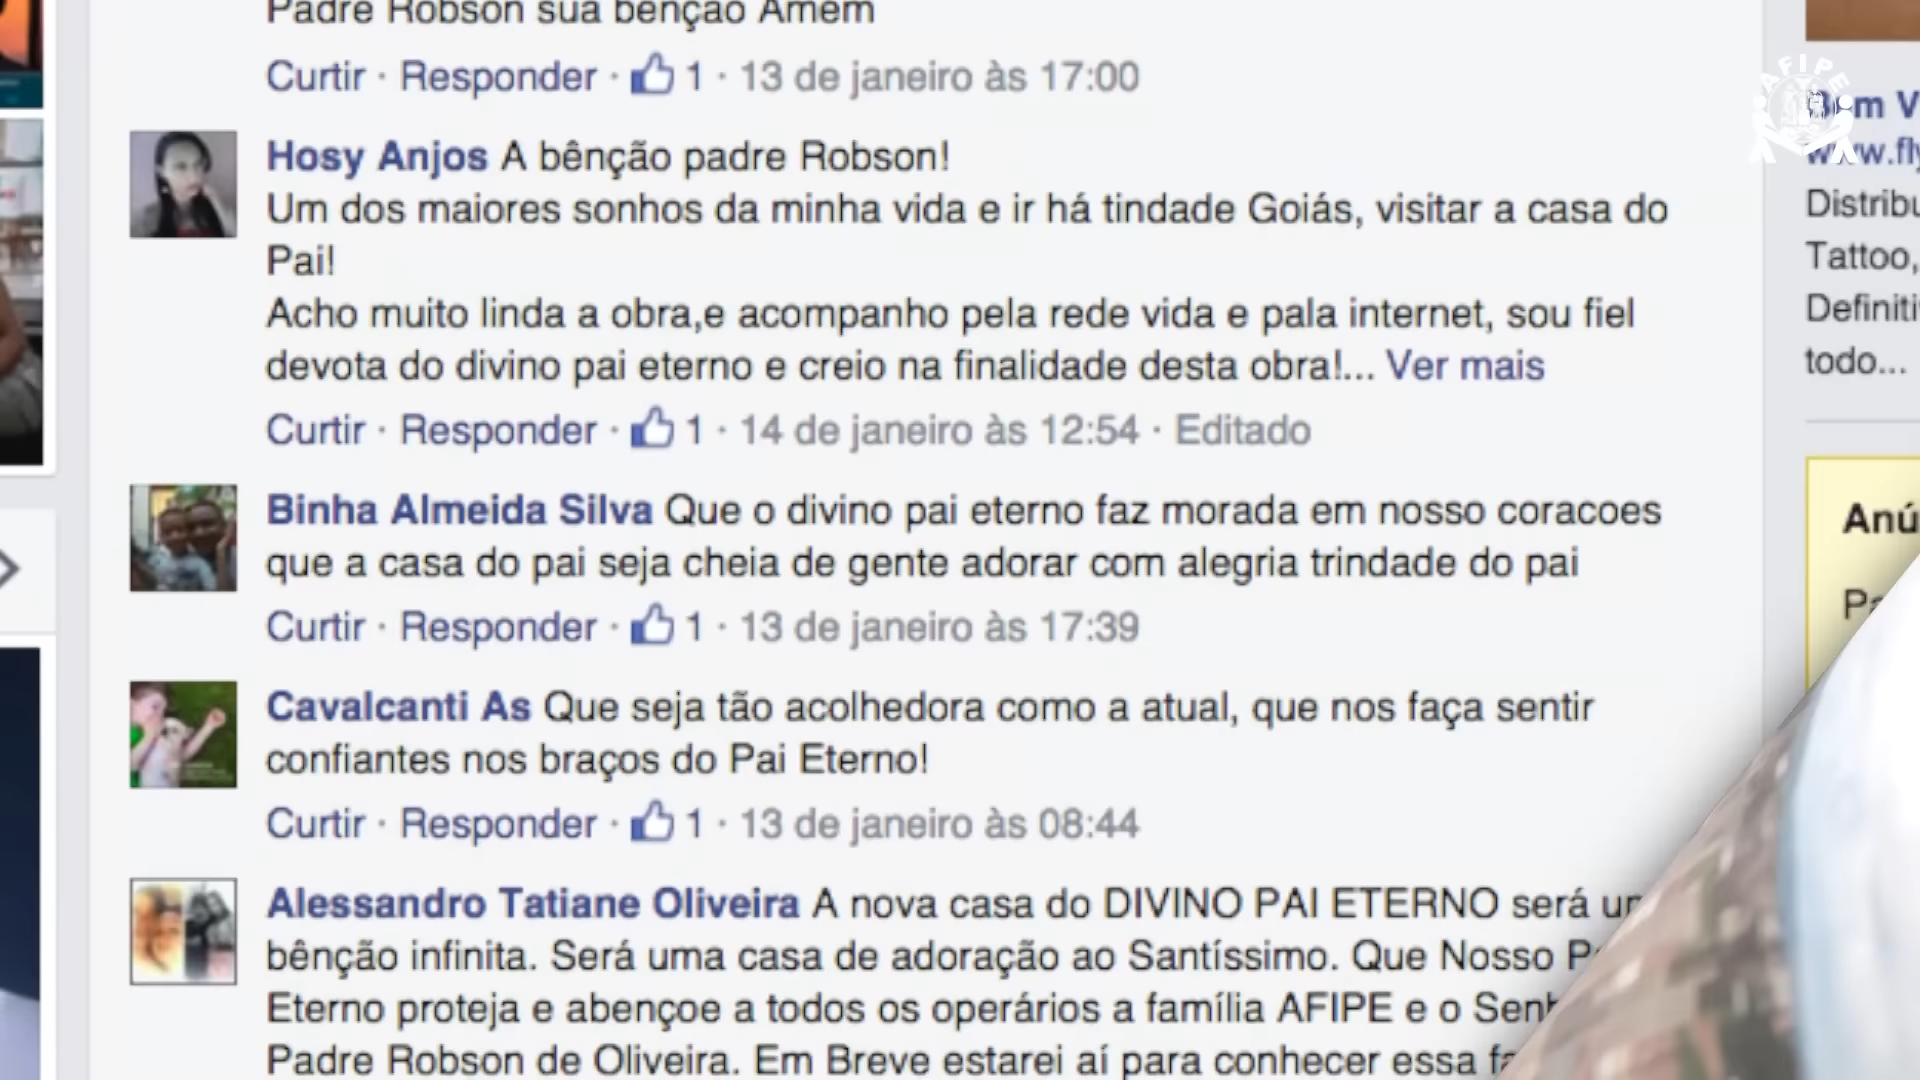 Padre Robson sua benção Amém
Curtir · Responder · 1 · 13 de janeiro às 17:00
Hosy Anjos A bênção padre Robson!
Um dos maiores sonhos da minha vida e ir há tindade Goiás, visitar a casa do
Pai!
Acho muito linda a obra,e acompanho pela rede vida e pala internet, sou fiel
devota do divino pai eterno e creio na finalidade desta obra!... Ver mais
Curtir · Responder · 1 · 14 de janeiro às 12:54 · Editado
Binha Almeida Silva Que o divino pai eterno faz morada em nosso coracoes
que a casa do pai seja cheia de gente adorar com alegria trindade do pai
Curtir · Responder · 1 · 13 de janeiro às 17:39
Cavalcanti As Que seja tão acolhedora como a atual, que nos faça sentir
confiantes nos braços do Pai Eterno!
Curtir · Responder · 1 · 13 de janeiro às 08:44
Alessandro Tatiane Oliveira A nova casa do DIVINO PAI ETERNO será
bênção infinita. Será uma casa de adoração ao Santíssimo. Que Nosso
Eterno proteja e abençoe a todos os operários a família AFIPE e o
Padre Robson de Oliveira. Em Breve estarei aí para conhecer essa
AFIPE
Tattoo,
todo...